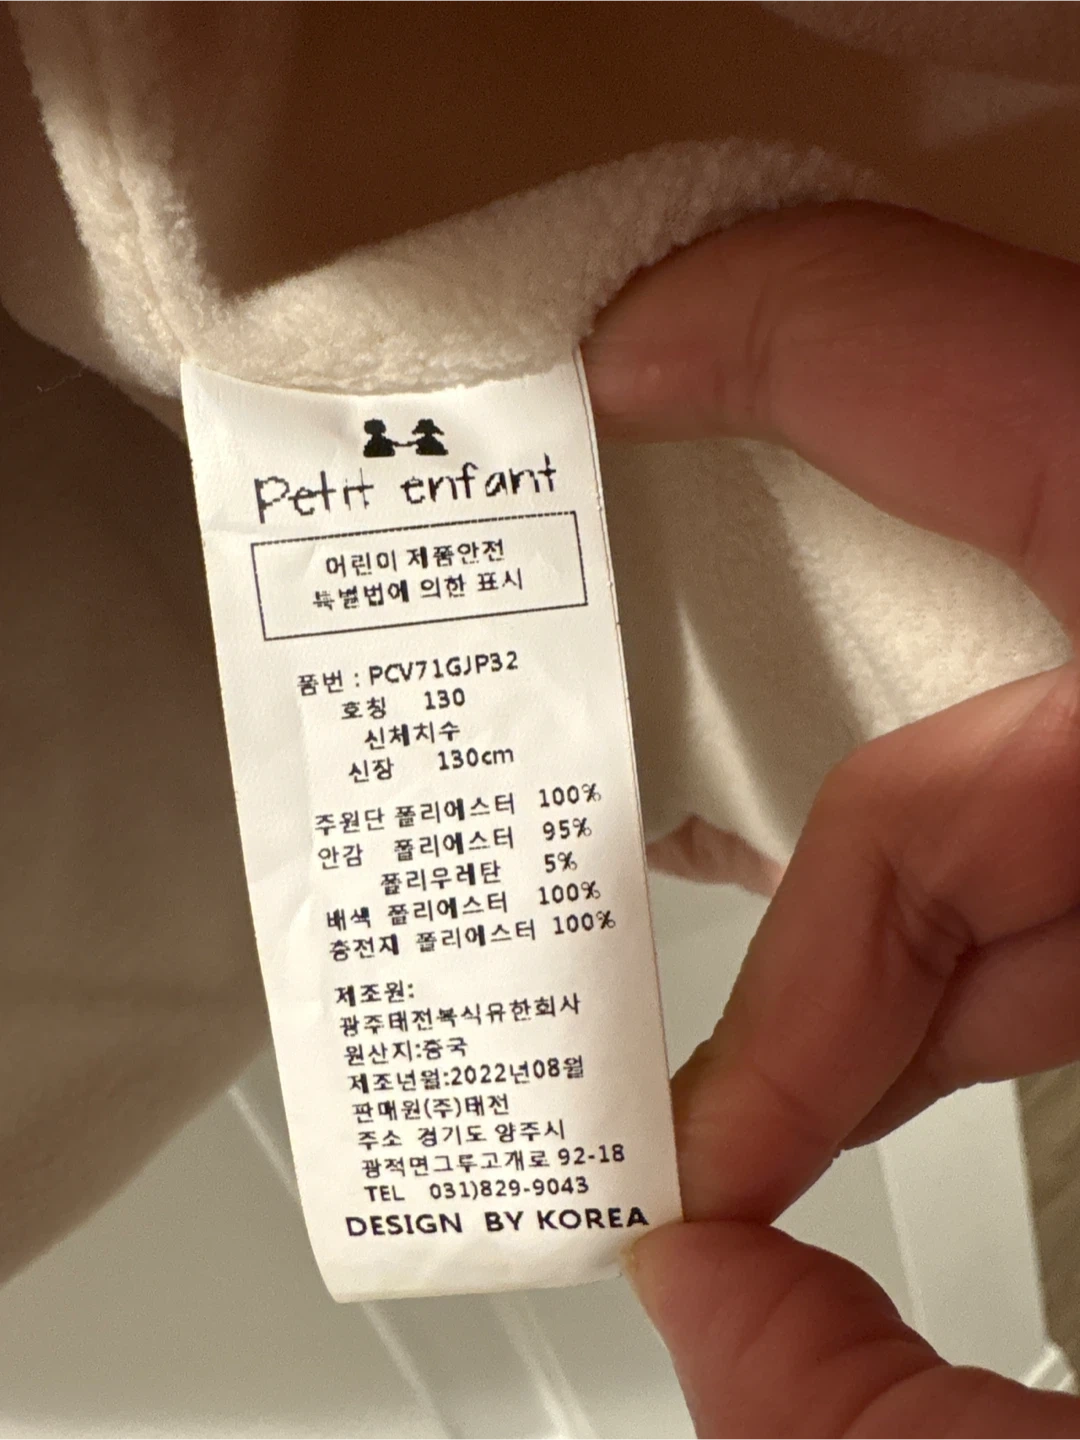 Petit enfant
어린이 제품안전
특별법에 의한 표시
품번 : PCV71GJP32
호칭 130
신체치수
신장 130cm
주원단 폴리에스터 100%
안감 폴리에스터 95%
폴리우레탄 5%
배색 폴리에스터 100%
충전재 폴리에스터 100%
제조원:
광주태전복식유한회사
원산지:중국
제조년월:2022년08월
판매원(주)태전
주소 경기도 양주시
광적면그루고개로 92-18
TEL 031)829-9043
DESIGN BY KOREA